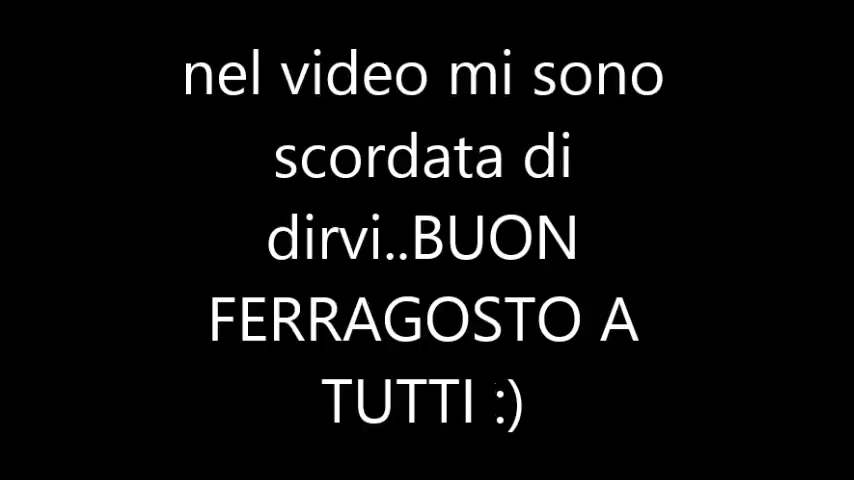 nel video mi sono
scordata di
dirvi..BUON
FERRAGOSTO A
TUTTI :)